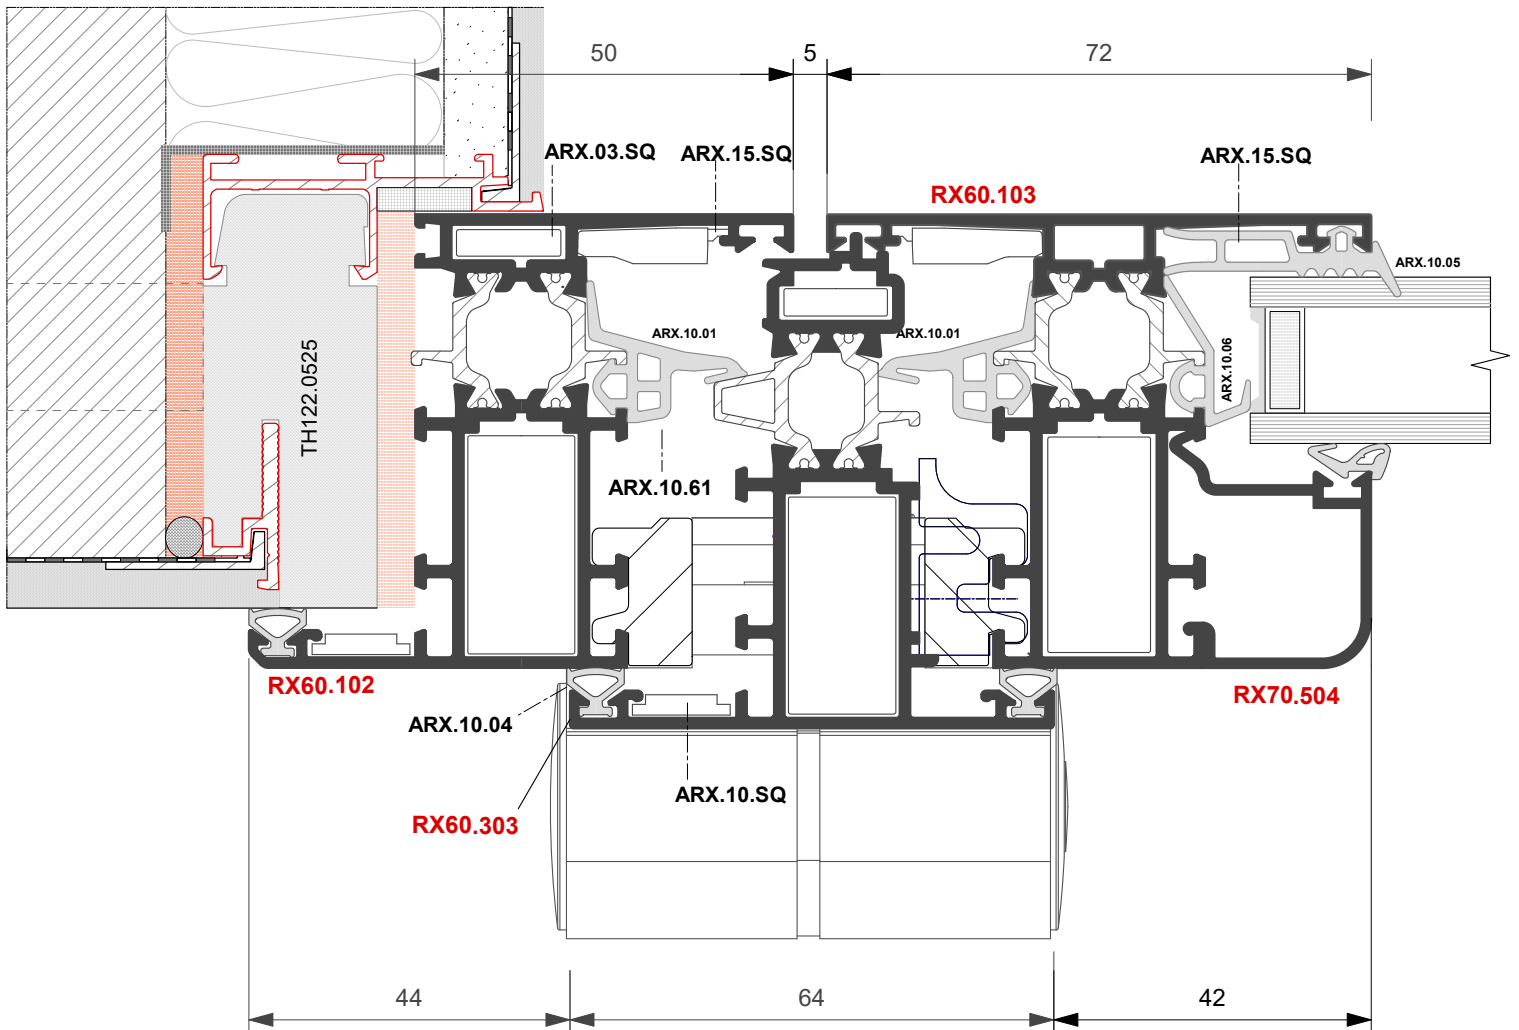 50
5
72
ARX.03.SQ
ARX.15.SQ
ARX.15.SQ
RX60.103
ARX.10.05
ARX.10.01
ARX.10.01
ARX.10.06
TH122.0525
ARX.10.61
RX60.102
RX70.504
ARX.10.04
ARX.10.SQ
RX60.303
44
64
42